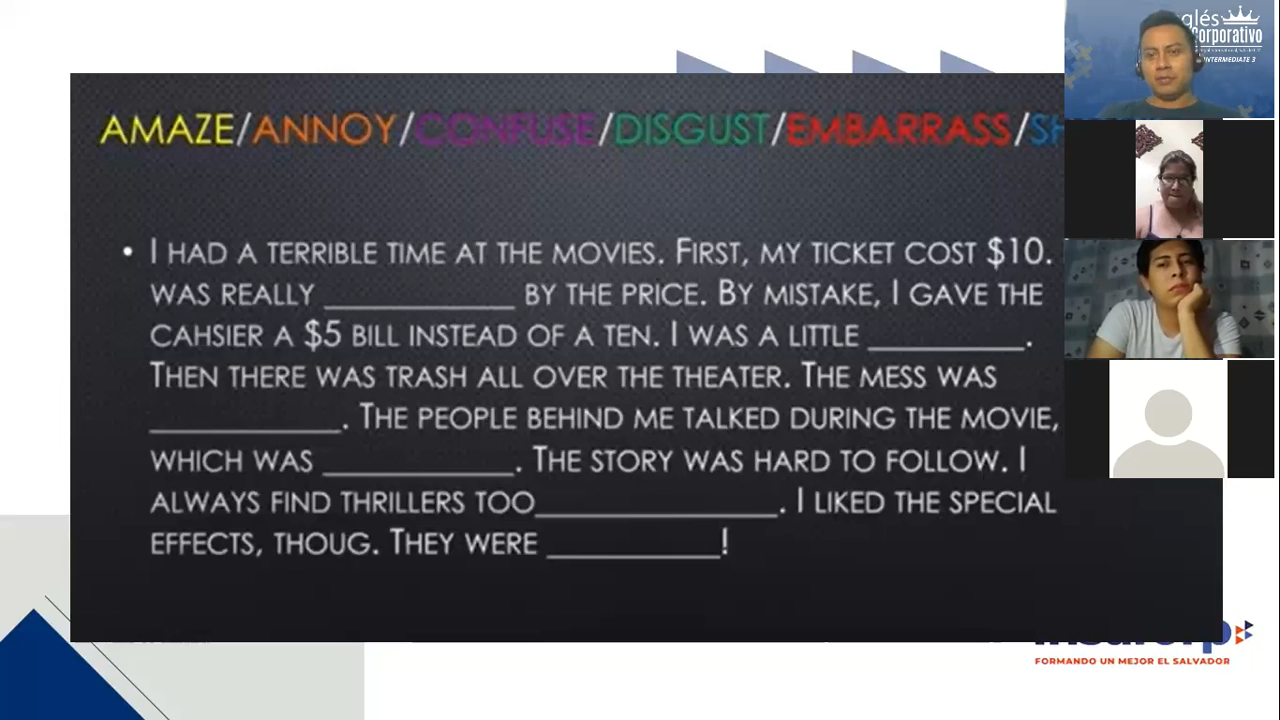 AMAZE/ANNOY/CONFUSE/DISGUST/EMBARRASS/SH
• I HAD A TERRIBLE TIME AT THE MOVIES. FIRST, MY TICKET COST $10.
WAS REALLY ____________ BY THE PRICE. BY MISTAKE, I GAVE THE
CAHSIER A $5 BILL INSTEAD OF A TEN. I WAS A LITTLE __________.
THEN THERE WAS TRASH ALL OVER THE THEATER. THE MESS WAS
____________. THE PEOPLE BEHIND ME TALKED DURING THE MOVIE,
WHICH WAS ____________. THE STORY WAS HARD TO FOLLOW. I
ALWAYS FIND THRILLERS TOO_______________. I LIKED THE SPECIAL
EFFECTS, THOUG. THEY WERE ___________!
glés
Corporativo
INTERMEDIATE 3
FORMANDO UN MEJOR EL SALVADOR